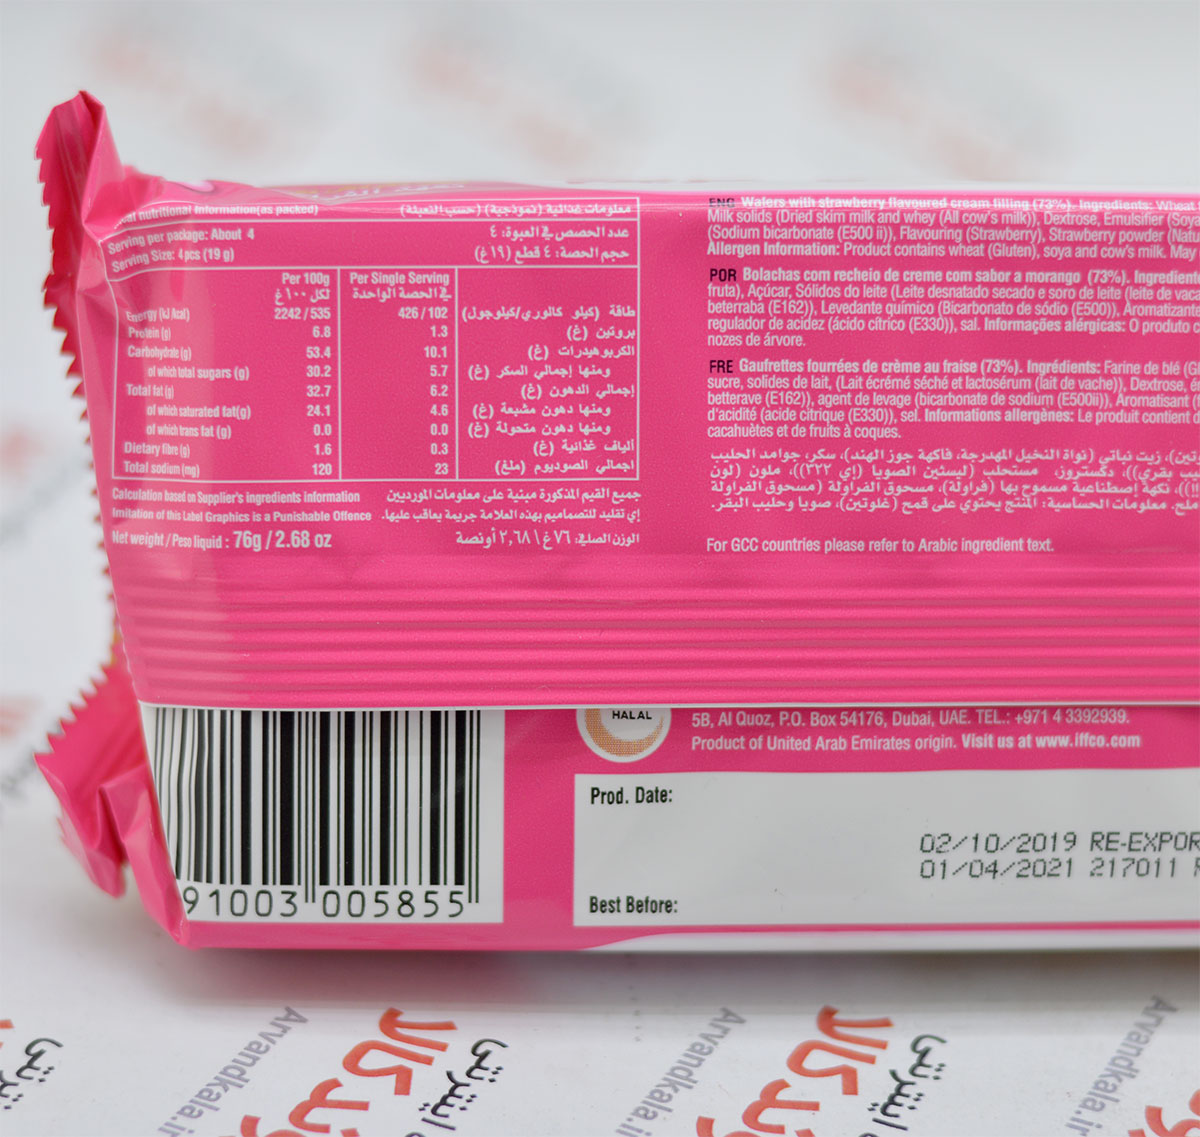 nutritional Information(as packed)
معلومات غذائية (نموذجية) (حسب التعبئة)
Serving per package: About 4
عدد الحصص في العبوة: ٤
Serving Size: 4pcs (19 g)
حجم الحصة: ٤ قطع (١٩ غ)
Per 100g
Per Single Serving
لكل ١٠٠ غ
في الحصة الواحدة
Energy (kJ /kcal) 2242 / 535 426 / 102 طاقة (كيلو كالوري/كيلوجول)
Protein (g) 6.8 1.3 بروتين (غ)
Carbohydrate (g) 53.4 10.1 الكربوهيدرات (غ)
of which total sugars (g) 30.2 5.7 ومنها إجمالي السكر (غ)
Total fat (g) 32.7 6.2 إجمالي الدهون (غ)
of which saturated fat(g) 24.1 4.6 ومنها دهون مشبعة (غ)
of which trans fat (g) 0.0 0.0 ومنها دهون متحولة (غ)
Dietary fibre (g) 1.6 0.3 ألياف غذائية (غ)
Total sodium (mg) 120 23 إجمالي الصوديوم (ملغ)
Calculation based on Supplier's ingredients information
جميع القيم المذكورة مبنية على معلومات الموردين
Imitation of this Label Graphics is a Punishable Offence
إي تقليد للتصاميم بهذه العلامة جريمة يعاقب عليها.
Net weight / Peso liquid : 76g / 2.68 oz
الوزن الصافي: ٧٦ غ \ ٢,٦٨ أونصة
ENG Wafers with strawberry flavoured cream filling (73%). Ingredients: Wheat
Milk solids (Dried skim milk and whey (All cow's milk)), Dextrose, Emulsifier (Soy
(Sodium bicarbonate (E500 ii)), Flavouring (Strawberry), Strawberry powder (Natu
Allergen Information: Product contains wheat (Gluten), soya and cow's milk. May
POR Bolachas com recheio de creme com sabor a morango (73%). Ingredient
fruta), Açúcar, Sólidos do leite (Leite desnatado secado e soro de leite (leite de vac
beterraba (E162)), Levedante químico (Bicarbonato de sódio (E500)), Aromatizant
regulador de acidez (ácido cítrico (E330)), sal. Informações alérgicas: O produto c
nozes de árvore.
FRE Gaufrettes fourrées de crème au fraise (73%). Ingrédients: Farine de blé (Gl
sucre, solides de lait, (Lait écrémé séché et lactosérum (lait de vache)), Dextrose, ér
betterave (E162)), agent de levage (bicarbonate de sodium (E500ii)), Aromatisant (f
d'acidité (acide citrique (E330)), sel. Informations allergènes: Le produit contient
cacahuètes et de fruits à coques.
وتين)، زيت نباتي (نواة النخيل المهدرجة، فاكهة جوز الهند)، سكر، جوامد الحليب
ب بقري))، دكستروز، مستحلب (ليستين الصويا (إي ٣٢٢))، ملون (لون
))، نكهة إصطناعية مسموح بها (فراولة)، مسحوق الفراولة (مسحوق الفراولة
ملح. معلومات الحساسية: المنتج يحتوي على قمح (غلوتين)، صويا وحليب البقر.
For GCC countries please refer to Arabic ingredient text.
HALAL
5B, Al Quoz, P.O. Box 54176, Dubai, UAE. TEL.: +971 4 3392939.
Product of United Arab Emirates origin. Visit us at www.iffco.com
Prod. Date:
02/10/2019 RE-EXPOR
01/04/2021 217011
Best Before:
91003 005855
Arvandkala.ir
Arvandkala.ir
Arvandkala.ir